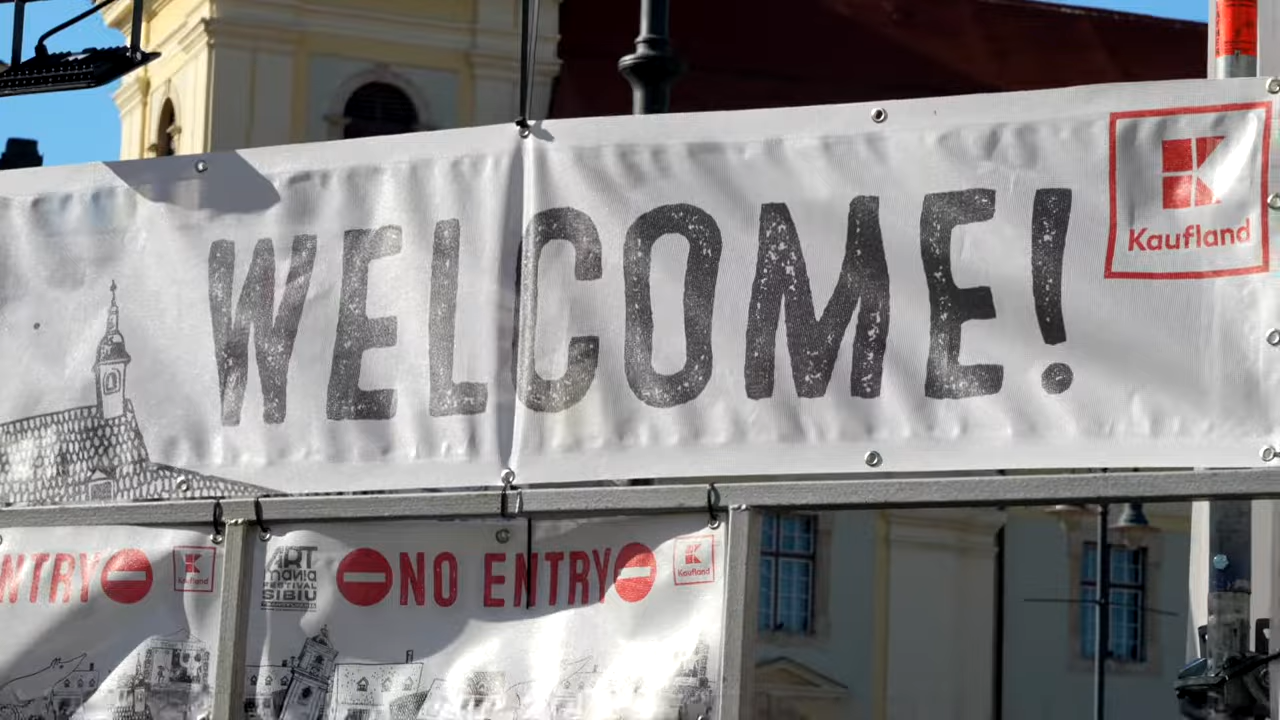 WELCOME!
Kaufland
NTRY
Kaufland
ART
MANIA
FESTIVAL
SIBIU
NO ENTRY
Kaufland